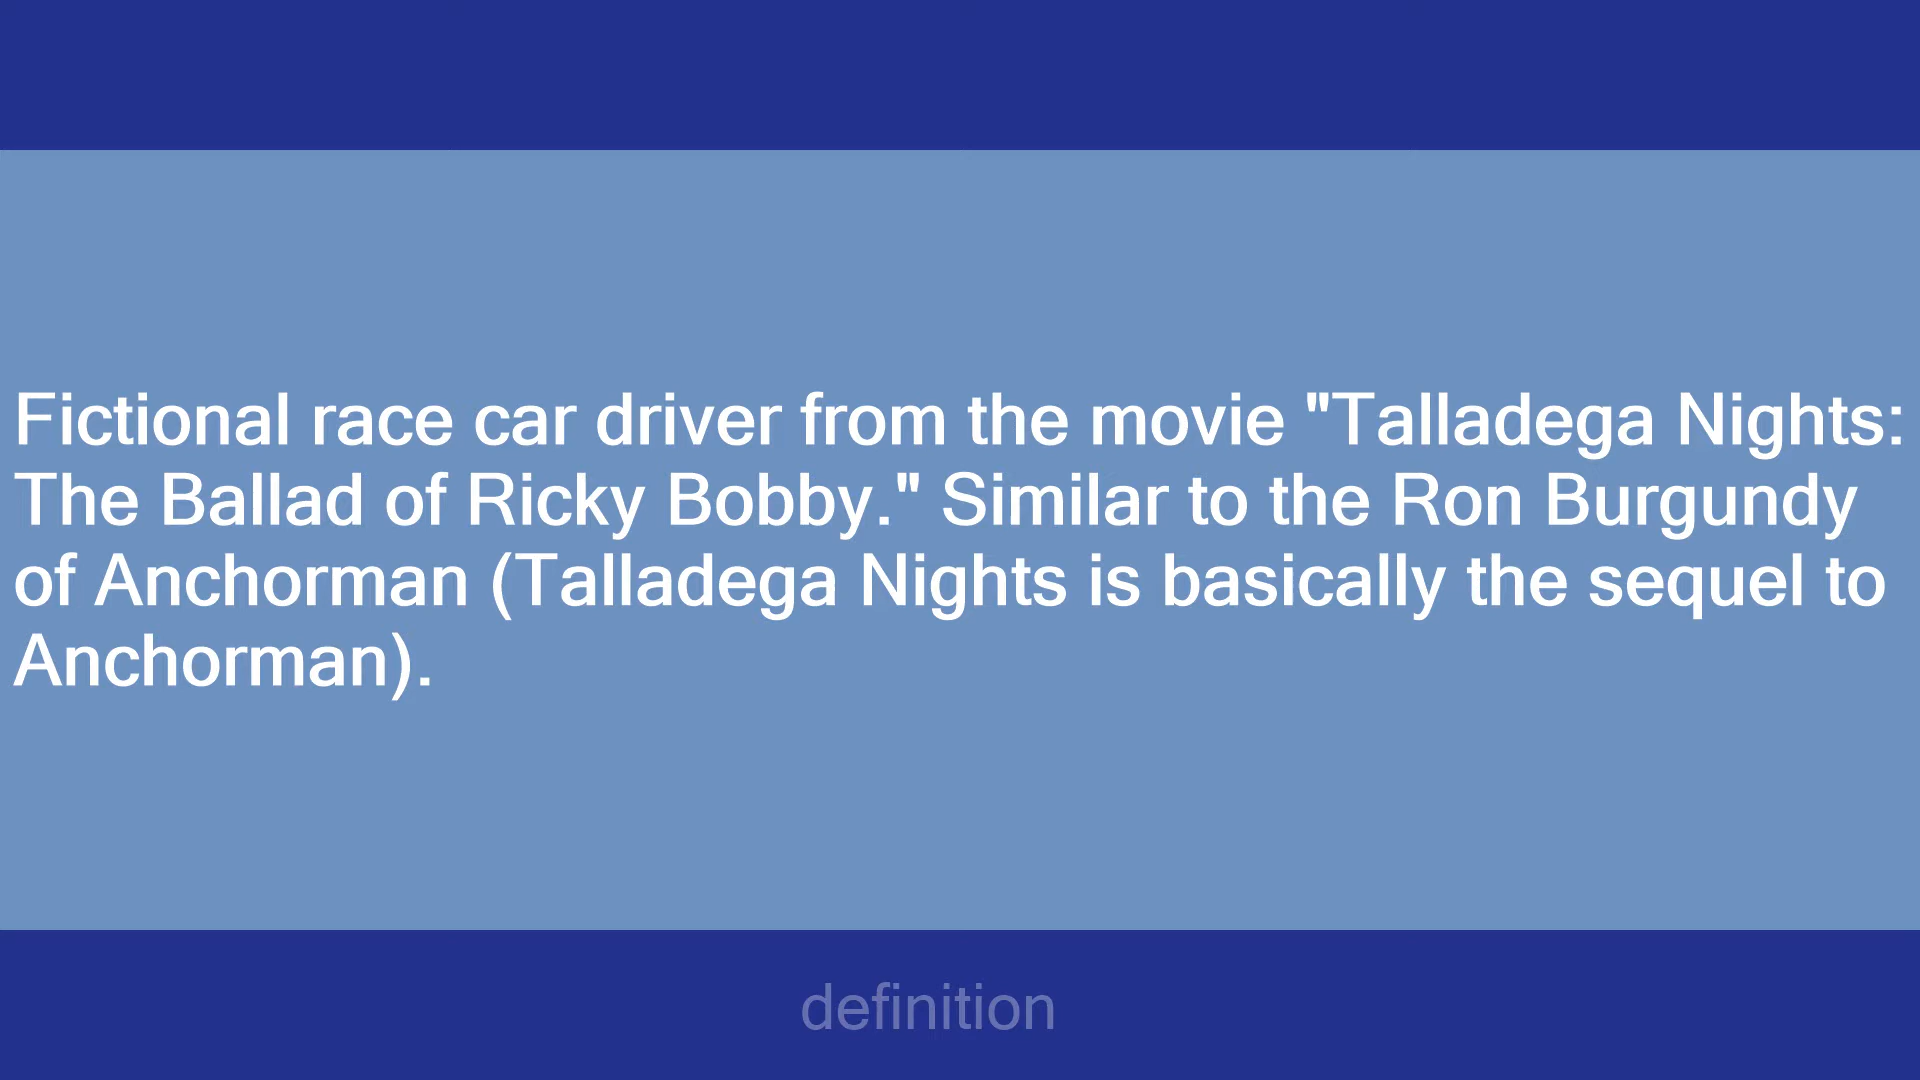 Fictional race car driver from the movie "Talladega Nights:
The Ballad of Ricky Bobby." Similar to the Ron Burgundy
of Anchorman (Talladega Nights is basically the sequel to
Anchorman).
definition